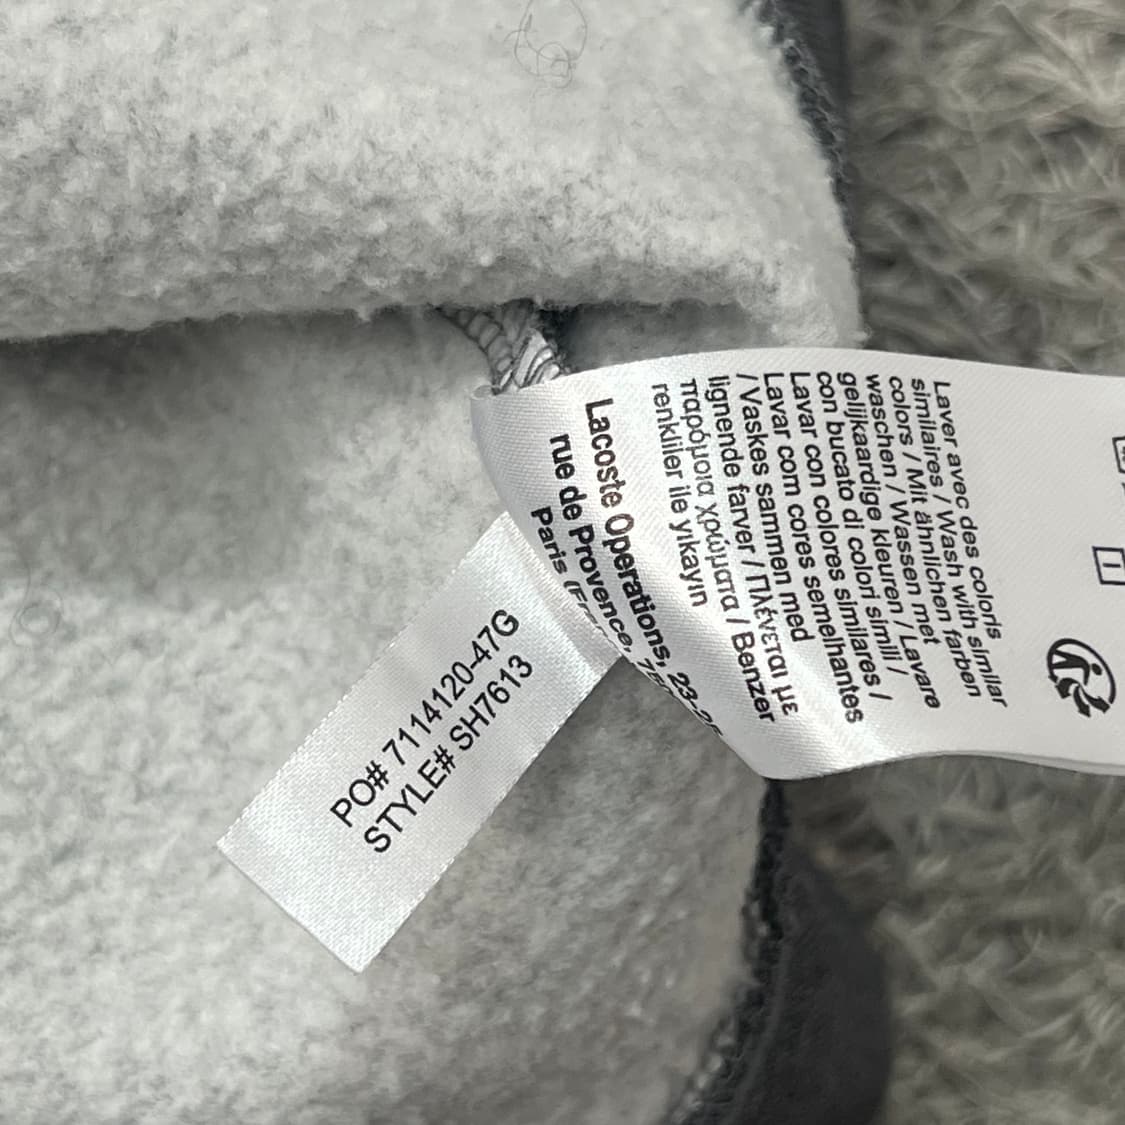 Laver avec des coloris
similaires / Wash with similar
colors / Mit ähnlichen farben
waschen / Wassen met
gelijkaardige kleuren / Lavare
con bucato di colori simili /
Lavar con colores similares /
Lavar com cores semelhantes
/ Vaskes sammen med
lignende farver / Πλένεται με
παρόμοια χρώματα / Benzer
renkliler ile yıkayın
Lacoste Operations,
rue de Provence,
Paris
PO# 7114120-47G
STYLE# SH7613